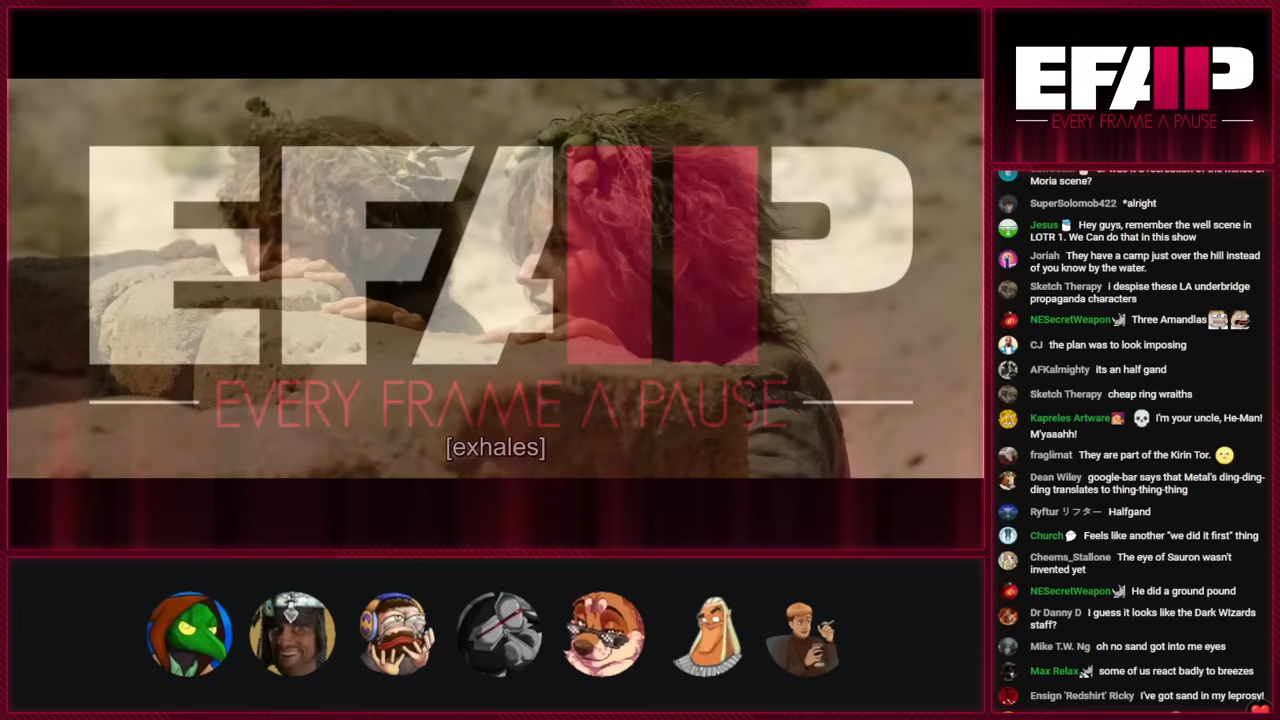 EFAP
EVERY FRAME A PAUSE
[exhales]
EFAP
EVERY FRAME A PAUSE
Moria scene?
SuperSolomob422 *alright
Jesus Hey guys, remember the well scene in
LOTR 1. We Can do that in this show
Joriah They have a camp just over the hill instead
of you know by the water.
Sketch Therapy i despise these LA underbridge
propaganda characters
NESecretWeapon Three Amandlas
CJ the plan was to look imposing
AFKalmighty its an half gand
Sketch Therapy cheap ring wraiths
Kapreles Artware I'm your uncle, He-Man!
M'yaaahh!
fraglimat They are part of the Kirin Tor.
Dean Wiley google-bar says that Metal's ding-ding-
ding translates to thing-thing-thing
Ryftur リフター Halfgand
Church Feels like another "we did it first" thing
Cheems_Stallone The eye of Sauron wasn't
invented yet
NESecretWeapon He did a ground pound
Dr Danny D I guess it looks like the Dark Wizards
staff?
Mike T.W. Ng oh no sand got into me eyes
Max Relax some of us react badly to breezes
Ensign 'Redshirt' Ricky I've got sand in my leprosy!